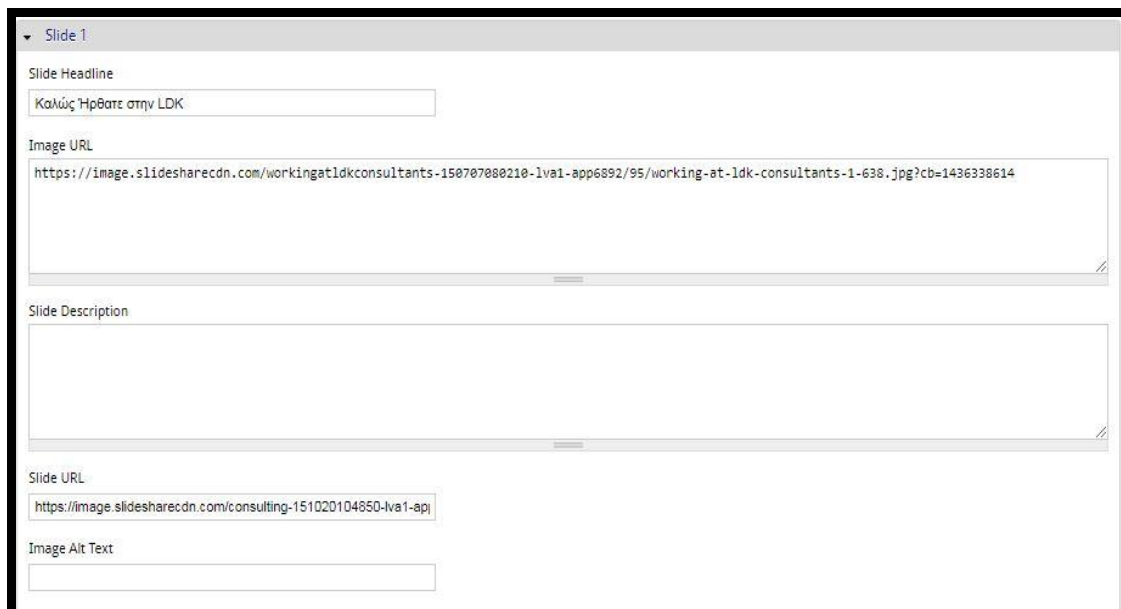 Slide 1
Slide Headline
Καλώς Ήρθατε στην LDK
Image URL
https://image.slidesharecdn.com/workingatldkconsultants-150707080210-lva1-app6892/95/working-at-ldk-consultants-1-638.jpg?cb=1436338614
Slide Description
Slide URL
https://image.slidesharecdn.com/consulting-151020104850-lva1-app
Image Alt Text